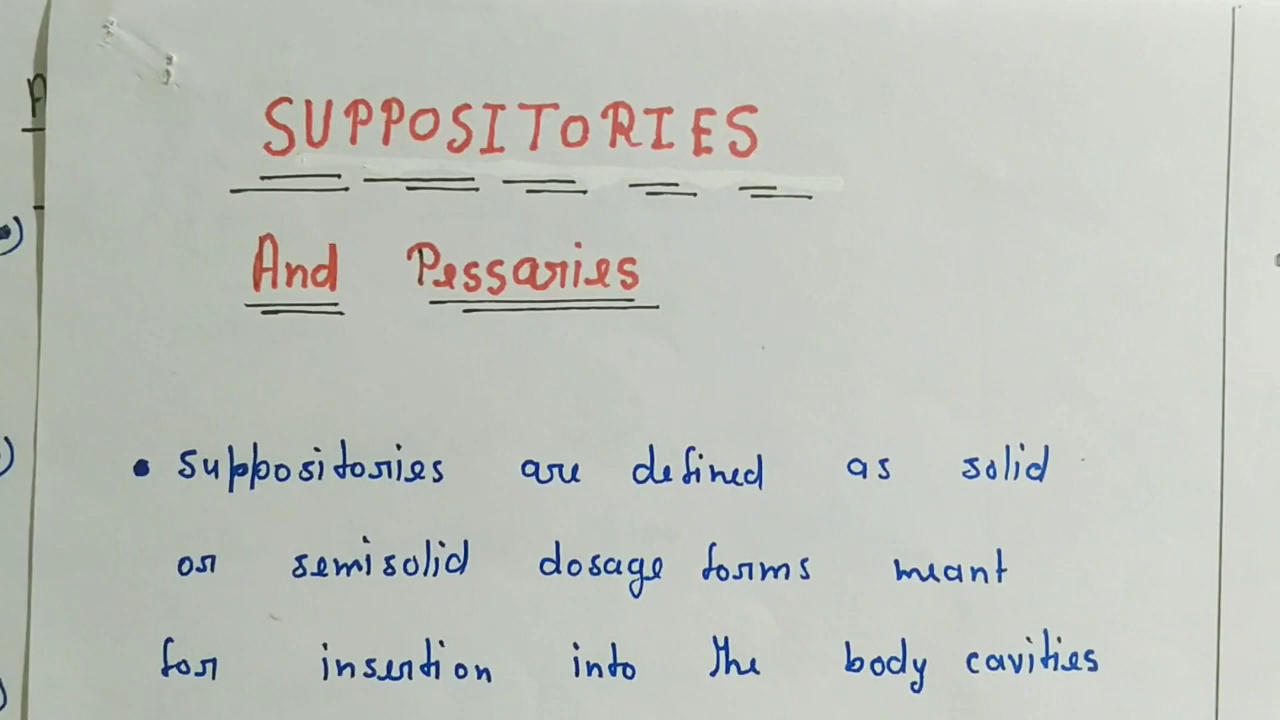 SUPPOSITORIES
And Pessaries
• suppositories are defined as solid
or semisolid dosage forms meant
for insertion into the body cavities